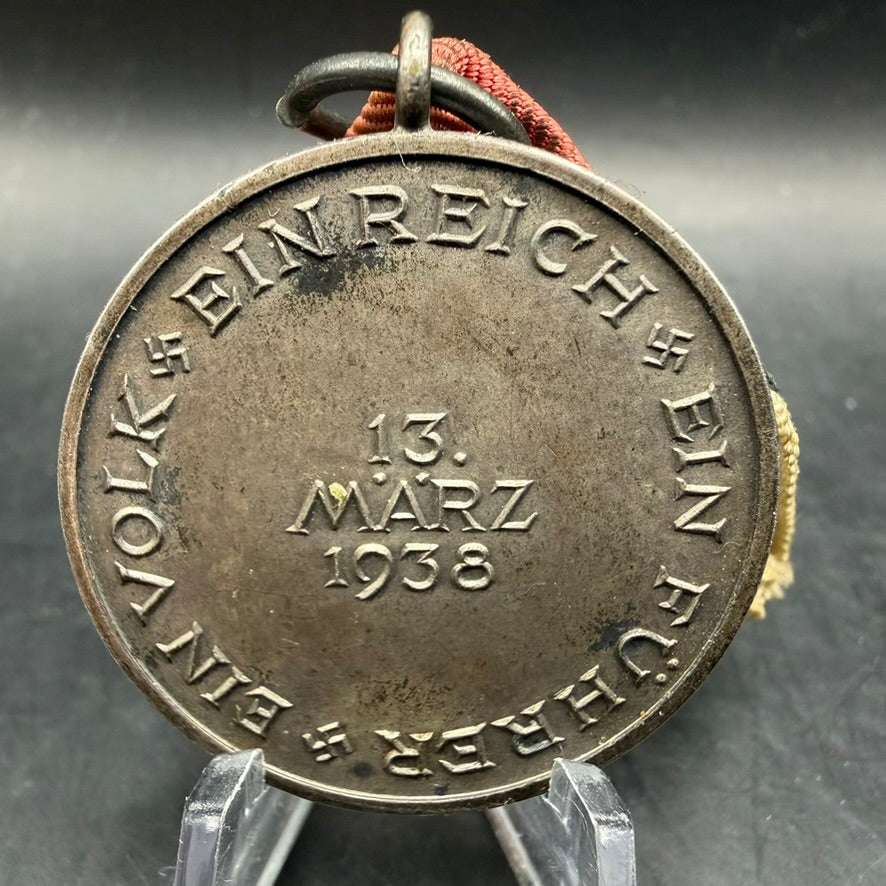 EIN VOLK EIN REICH EIN FÜHRER
13.
MÄRZ
1938